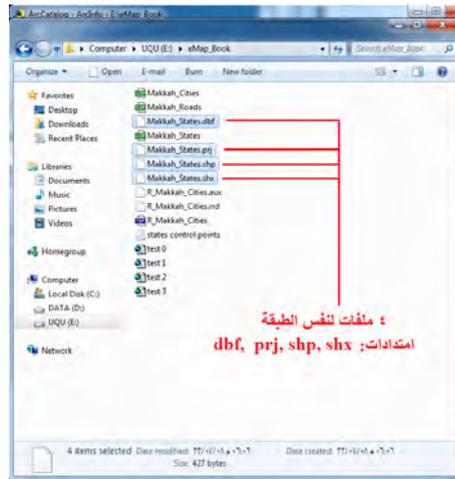 ArcCatalog - ArcInfo - E:\eMap_Book
Computer ▸ UQU (E:) ▸ eMap_Book
Search eMap_Book
Organize
Open
E-mail
Burn
New folder
Favorites
Desktop
Downloads
Recent Places
Libraries
Documents
Music
Pictures
Videos
Homegroup
Computer
Local Disk (C:)
DATA (D:)
UQU (E:)
Network
Makkah_Cities
Makkah_Roads
Makkah_States.dbf
Makkah_States
Makkah_States.prj
Makkah_States.shp
Makkah_States.shx
R_Makkah_Cities.aux
R_Makkah_Cities.rrd
R_Makkah_Cities
states control points
test 0
test 1
test 2
test 3
٤ ملفات لنفس الطبقة
امتدادات: dbf, prj, shp, shx
4 items selected
Date modified:
Date created:
Size: 427 bytes